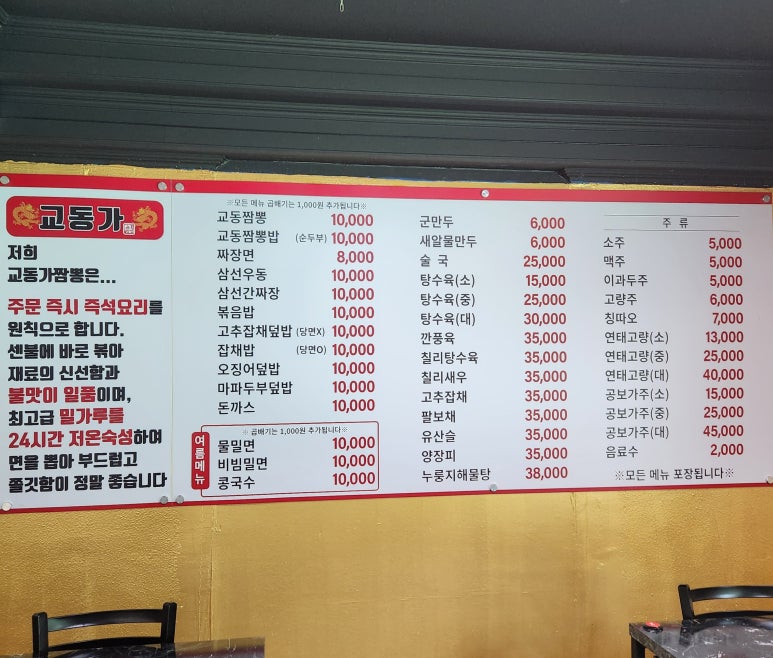 교동가
저희
교동가짬뽕은...
주문 즉시 즉석요리를
원칙으로 합니다.
센불에 바로 볶아
재료의 신선함과
불맛이 일품이며,
최고급 밀가루를
24시간 저온숙성하여
면을 뽑아 부드럽고
쫄깃함이 정말 좋습니다
※모든 메뉴 곱배기는 1,000원 추가됩니다※
교동짬뽕 10,000
교동짬뽕밥 (순두부) 10,000
짜장면 8,000
삼선우동 10,000
삼선간짜장 10,000
볶음밥 10,000
고추잡채덮밥 (당면X) 10,000
잡채밥 (당면O) 10,000
오징어덮밥 10,000
마파두부덮밥 10,000
돈까스 10,000
여름메뉴
※ 곱배기는 1,000원 추가됩니다※
물밀면 10,000
비빔밀면 10,000
콩국수 10,000
군만두 6,000
새알물만두 6,000
술 국 25,000
탕수육(소) 15,000
탕수육(중) 25,000
탕수육(대) 30,000
깐풍육 35,000
칠리탕수육 35,000
칠리새우 35,000
고추잡채 35,000
팔보채 35,000
유산슬 35,000
양장피 35,000
누룽지해물탕 38,000
주 류
소주 5,000
맥주 5,000
이과두주 5,000
고량주 6,000
칭따오 7,000
연태고량(소) 13,000
연태고량(중) 25,000
연태고량(대) 40,000
공보가주(소) 15,000
공보가주(중) 25,000
공보가주(대) 45,000
음료수 2,000
※모든 메뉴 포장됩니다※